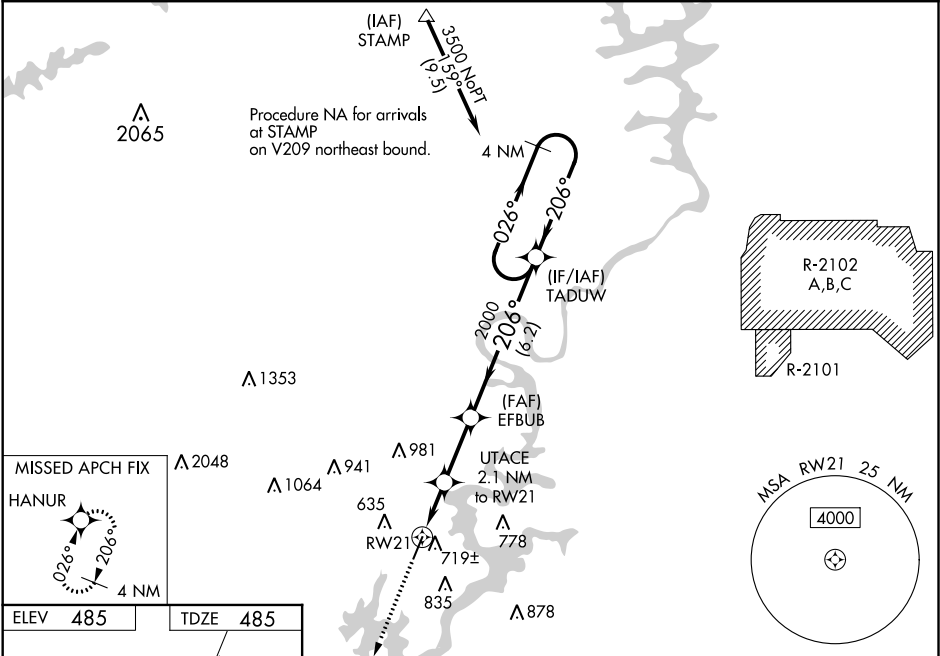 (IAF)
STAMP
3500 NoPT
159°
(9.5)
2065
Procedure NA for arrivals
at STAMP
on V209 northeast bound.
4 NM
026°
206°
(IF/IAF)
TADUW
2000
206°
(6.2)
R-2102
A,B,C
R-2101
1353
(FAF)
EFBUB
981
941
2048
1064
UTACE
2.1 NM
to RW21
635
RW21
719±
778
835
878
MISSED APCH FIX
HANUR
026°
206°
4 NM
MSA RW21 25 NM
4000
ELEV 485
TDZE 485